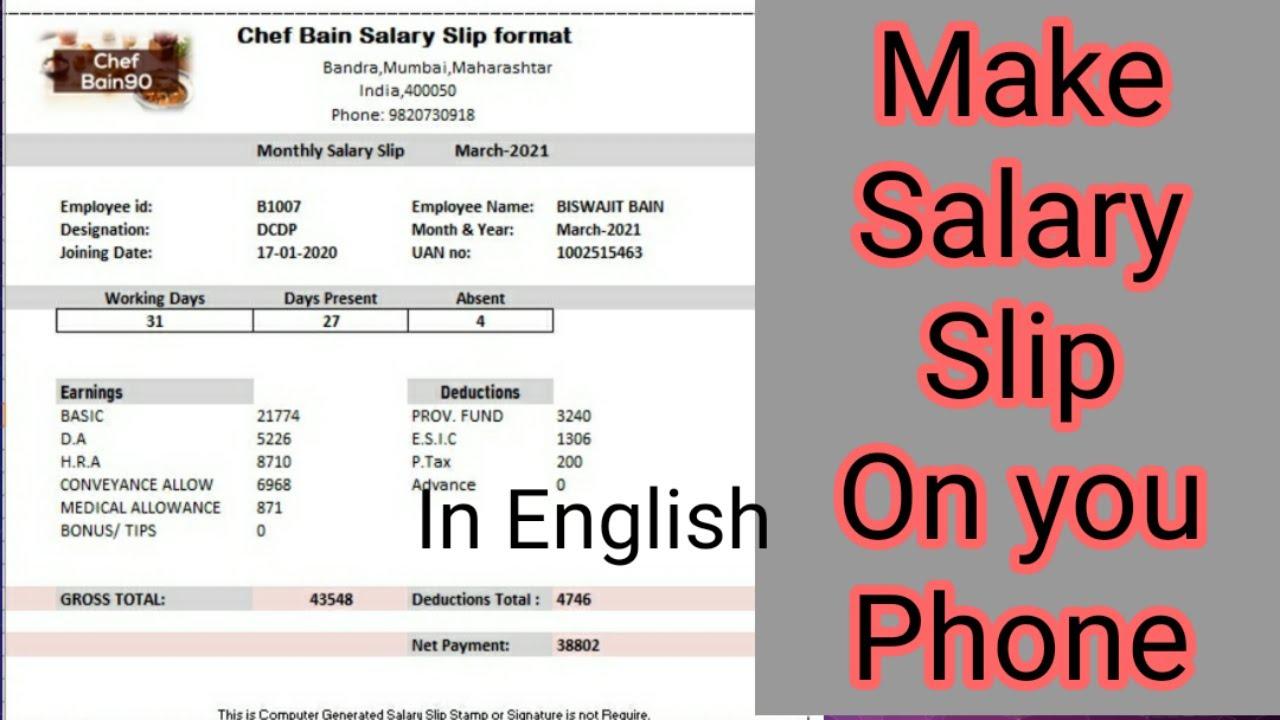 Chef Bain Salary Slip format
Chef
Bain90
Bandra,Mumbai,Maharashtar
India,400050
Phone: 9820730918
Monthly Salary Slip March-2021
Employee id: B1007 Employee Name: BISWAJIT BAIN
Designation: DCDP Month & Year: March-2021
Joining Date: 17-01-2020 UAN no: 1002515463
Working Days Days Present Absent
31 27 4
Earnings Deductions
BASIC 21774 PROV. FUND 3240
D.A 5226 E.S.I.C 1306
H.R.A 8710 P.Tax 200
CONVEYANCE ALLOW 6968 Advance 0
MEDICAL ALLOWANCE 871
BONUS/ TIPS 0
In English
GROSS TOTAL: 43548 Deductions Total : 4746
Net Payment: 38802
This is Computer Generated Salary Slip Stamp or Signature is not Require.
Make
Salary
Slip
On you
Phone